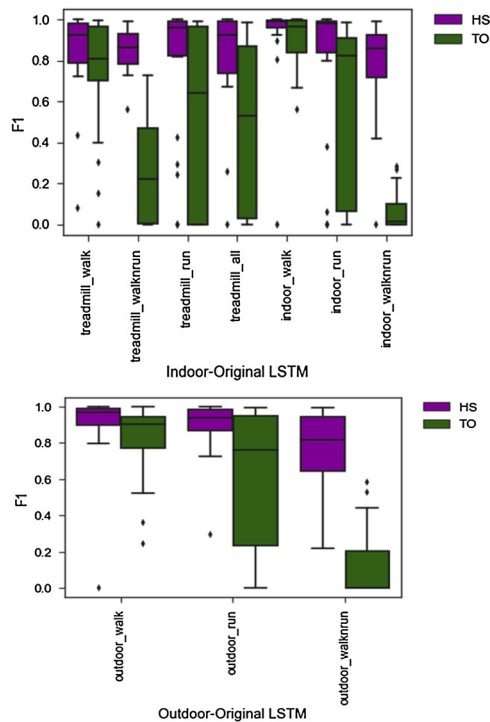 1.0
0.8
0.6
0.4
0.2
0.0
F1
HS
TO
treadmill_walk
treadmill_walknrun
treadmill_run
treadmill_all
indoor_walk
indoor_run
indoor_walknrun
Indoor-Original LSTM
1.0
0.8
0.6
0.4
0.2
0.0
F1
HS
TO
outdoor_walk
outdoor_run
outdoor_walknrun
Outdoor-Original LSTM